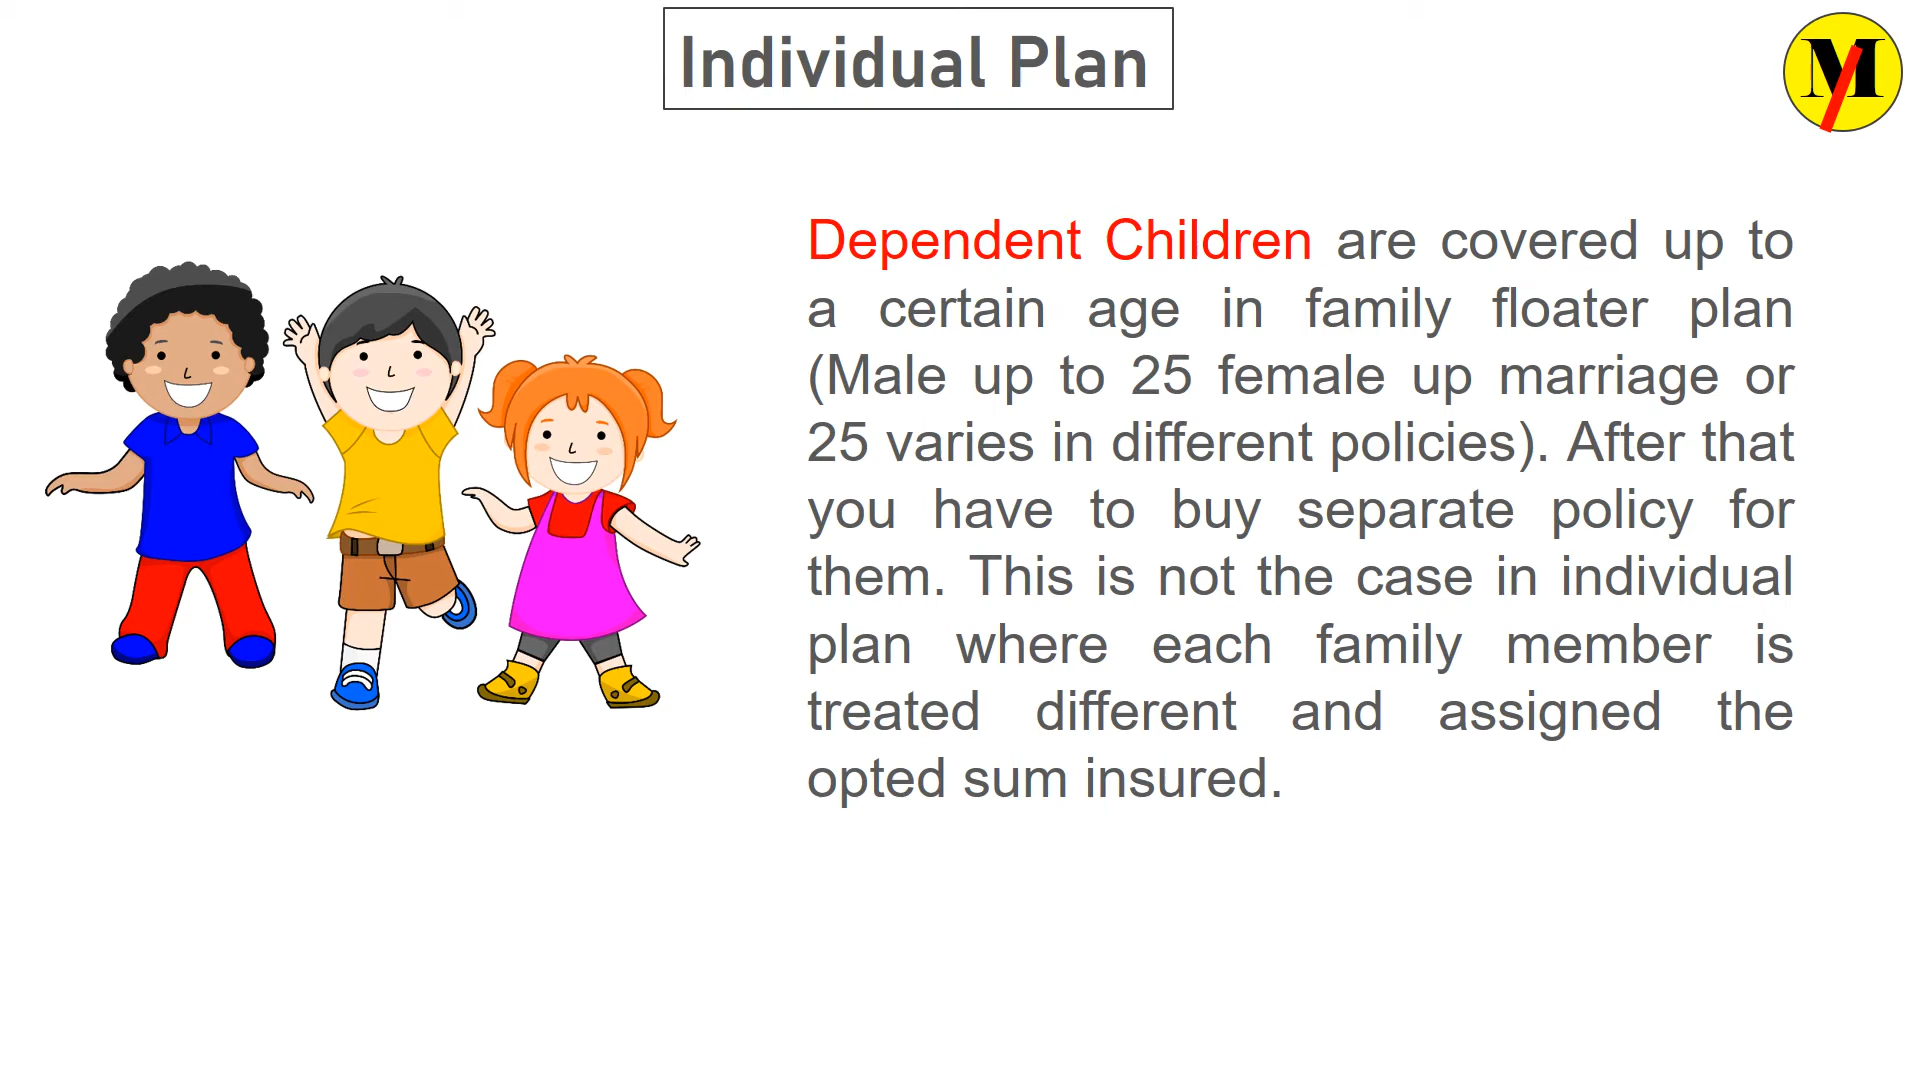 Individual Plan
M
Dependent Children are covered up to
a certain age in family floater plan
(Male up to 25 female up marriage or
25 varies in different policies). After that
you have to buy separate policy for
them. This is not the case in individual
plan where each family member is
treated different and assigned the
opted sum insured.